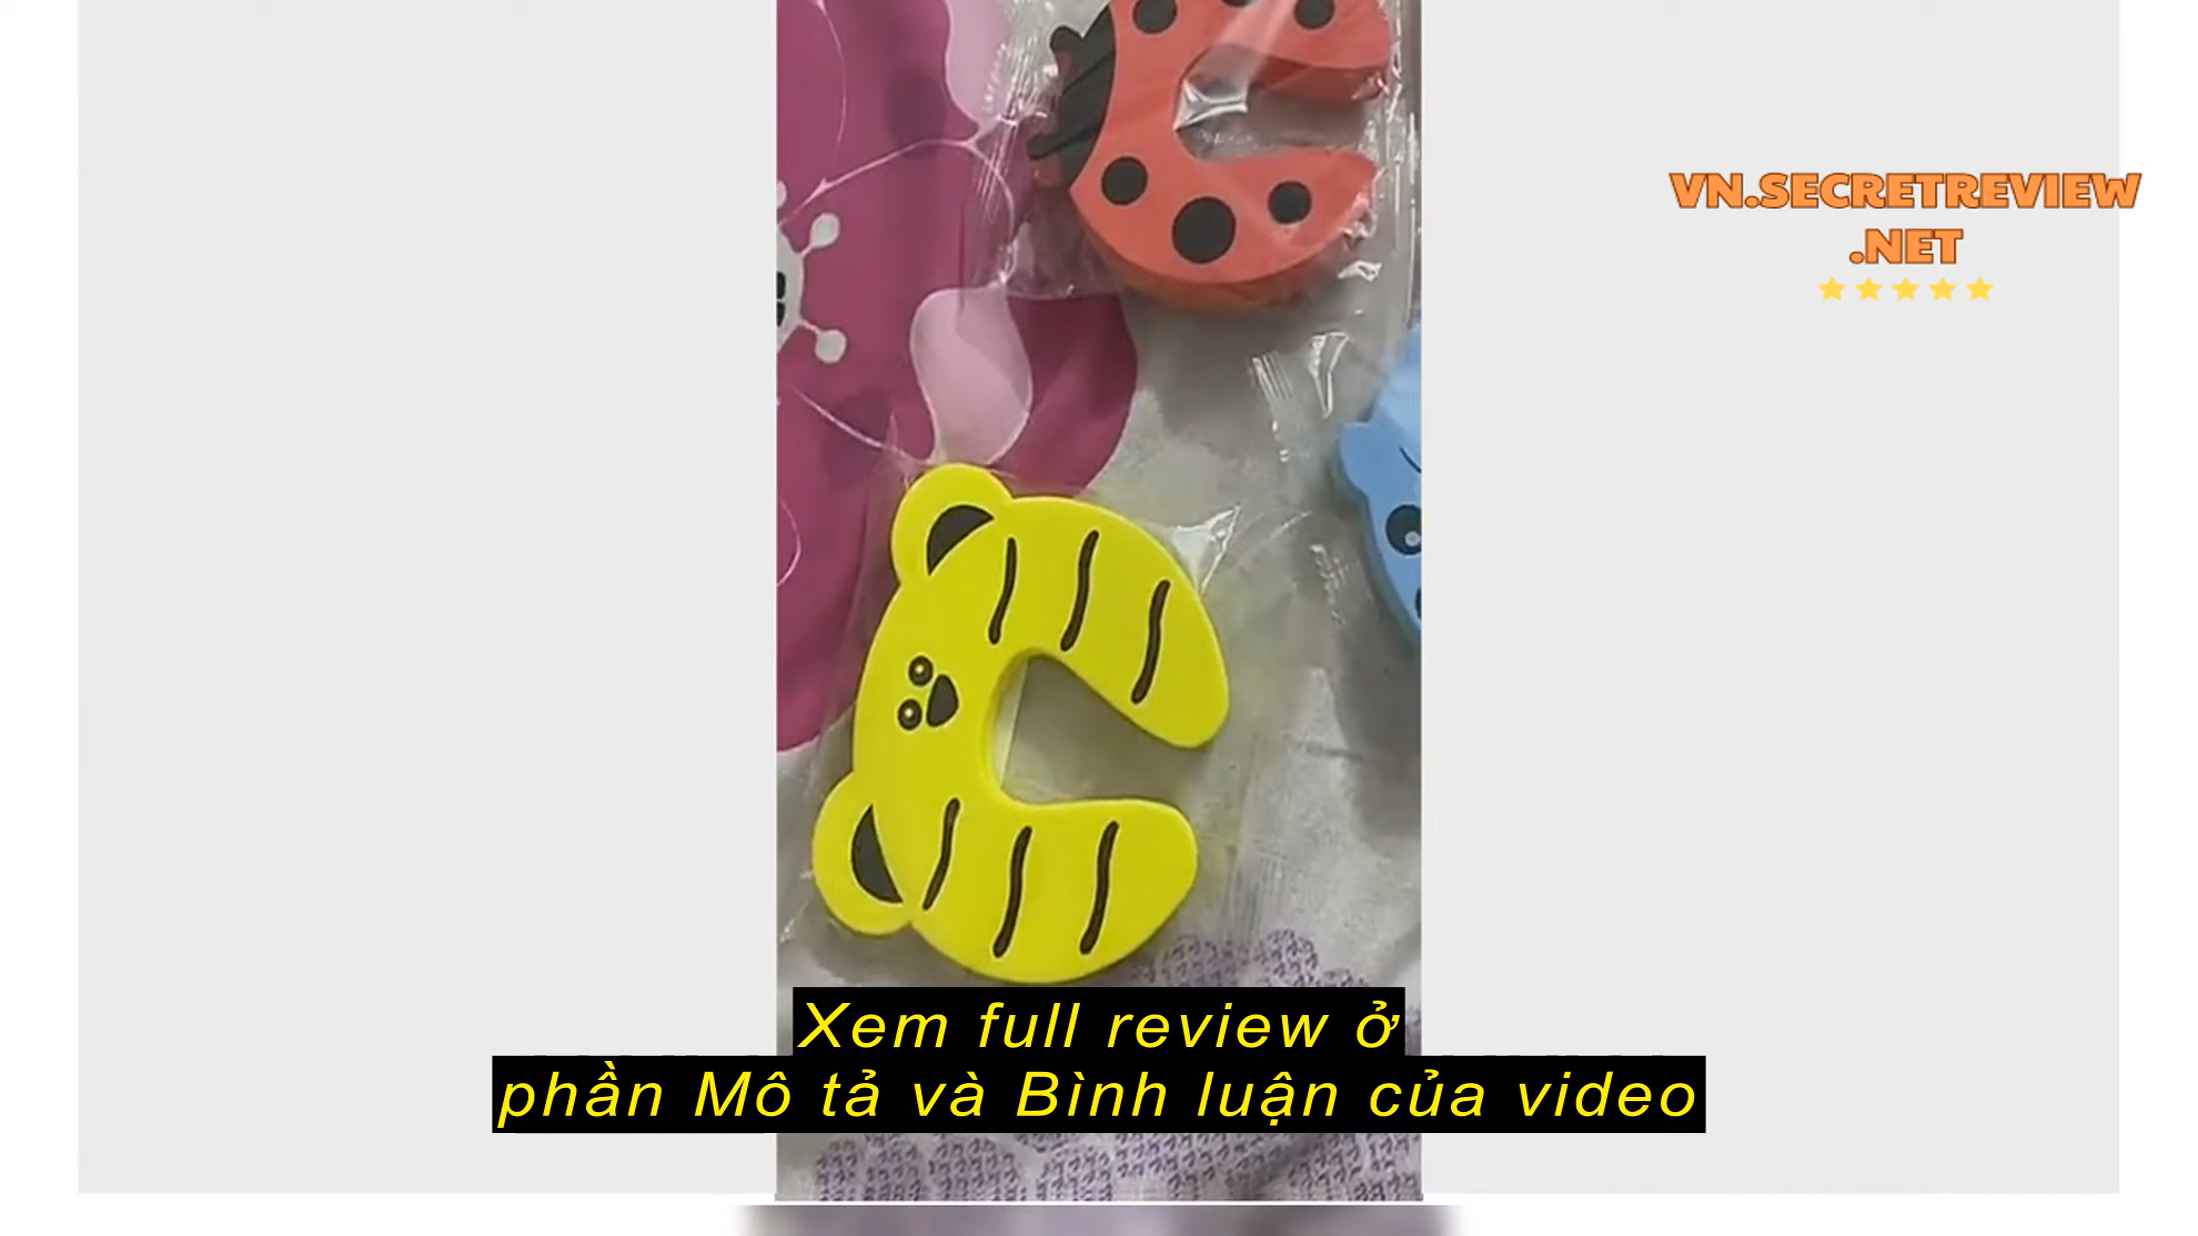 VN.SECRETREVIEW
.NET
Xem full review ở
phần Mô tả và Bình luận của video